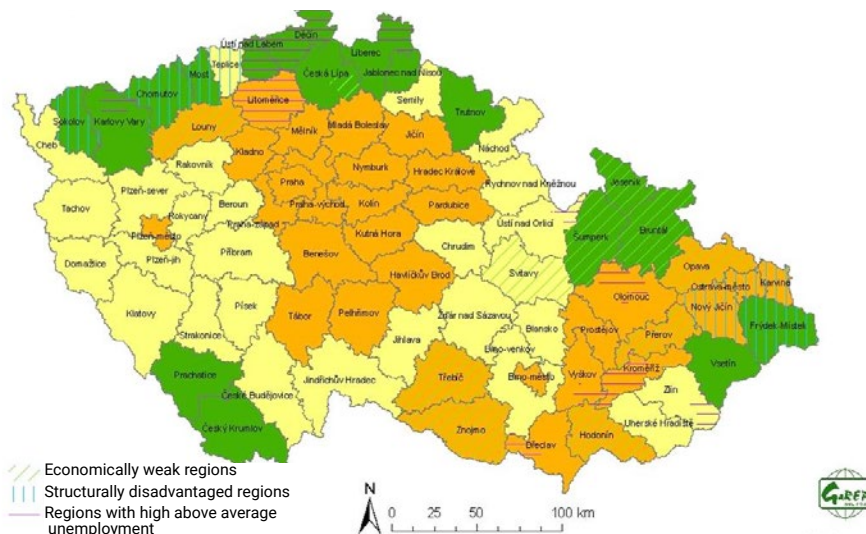 Děčín
Ústí nad Labem
Liberec
Teplice
Česká Lípa
Jablonec nad Nisou
Most
Chomutov
Litoměřice
Semily
Trutnov
Sokolov
Karlovy Vary
Louny
Mělník
Mladá Boleslav
Jičín
Cheb
Kladno
Náchod
Rakovník
Nymburk
Hradec Králové
Praha
Rychnov nad Kněžnou
Jeseník
Plzeň-sever
Beroun
Tachov
Rokycany
Praha-východ
Kolín
Pardubice
Praha-západ
Ústí nad Orlicí
Bruntál
Plzeň-město
Kutná Hora
Šumperk
Příbram
Chrudim
Domažlice
Plzeň-jih
Benešov
Opava
Havlíčkův Brod
Svitavy
Ostrava-město
Karviná
Olomouc
Klatovy
Písek
Nový Jičín
Tábor
Pelhřimov
Žďár nad Sázavou
Prostějov
Přerov
Frýdek-Místek
Strakonice
Jihlava
Blansko
Brno-venkov
Vsetín
Prachatice
Jindřichův Hradec
Třebíč
Brno-město
Vyškov
Kroměříž
České Budějovice
Zlín
Český Krumlov
Uherské Hradiště
Znojmo
Břeclav
Hodonín
Economically weak regions
Structurally disadvantaged regions
Regions with high above average
unemployment
N
0 25 50 100 km
GaREP